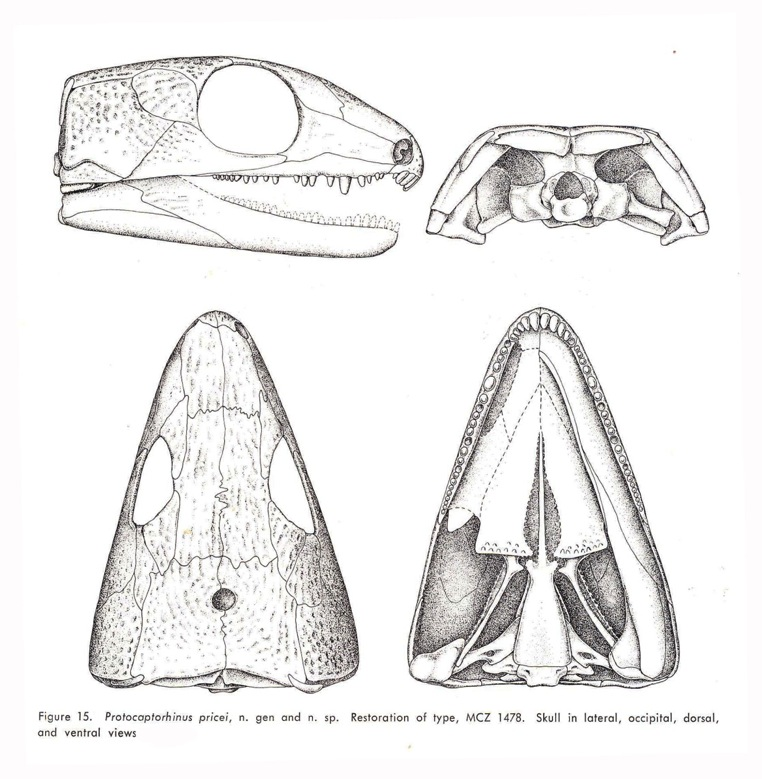 Figure 15. Protocaptorhinus pricei, n. gen and n. sp. Restoration of type, MCZ 1478. Skull in lateral, occipital, dorsal,
and ventral views